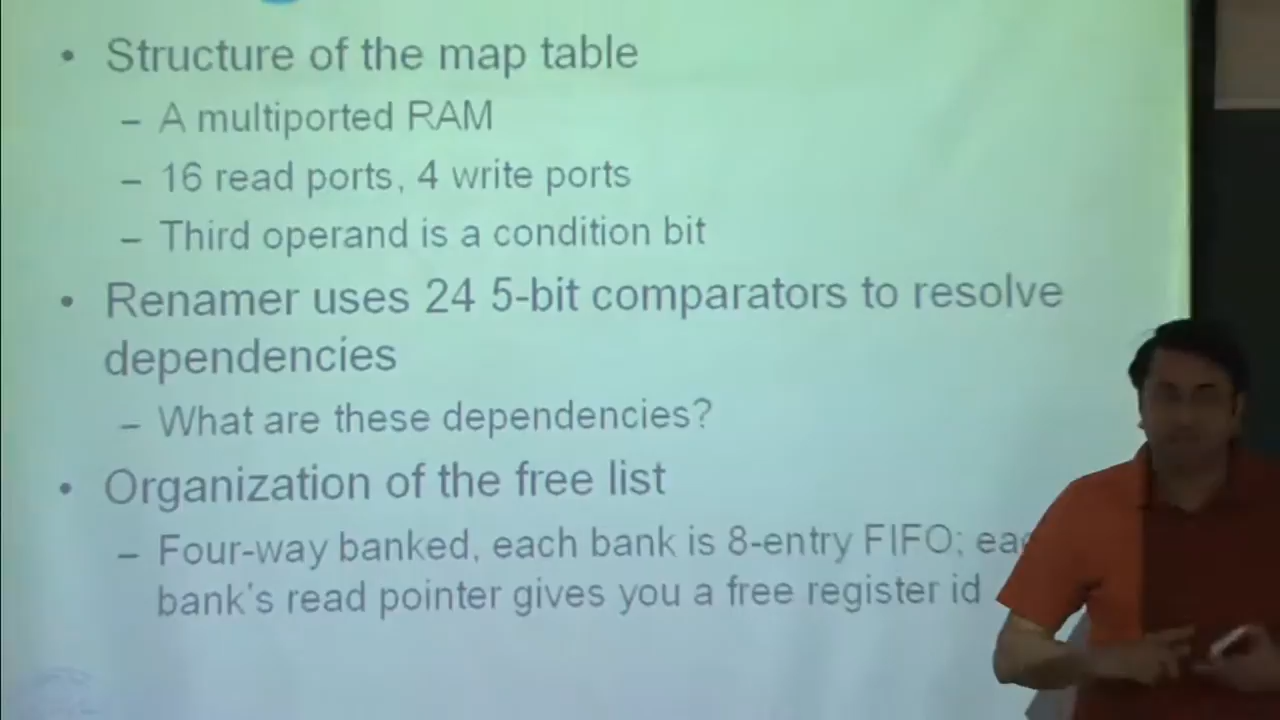 • Structure of the map table
– A multiported RAM
– 16 read ports, 4 write ports
– Third operand is a condition bit
• Renamer uses 24 5-bit comparators to resolve
dependencies
– What are these dependencies?
• Organization of the free list
– Four-way banked, each bank is 8-entry FIFO;
bank's read pointer gives you a free register id